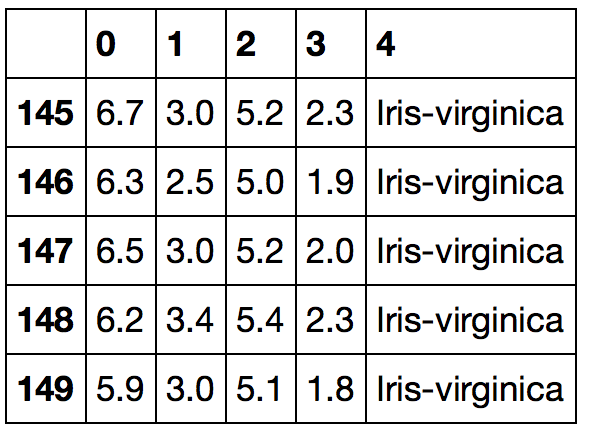 0 1 2 3 4
145 6.7 3.0 5.2 2.3 Iris-virginica
146 6.3 2.5 5.0 1.9 Iris-virginica
147 6.5 3.0 5.2 2.0 Iris-virginica
148 6.2 3.4 5.4 2.3 Iris-virginica
149 5.9 3.0 5.1 1.8 Iris-virginica